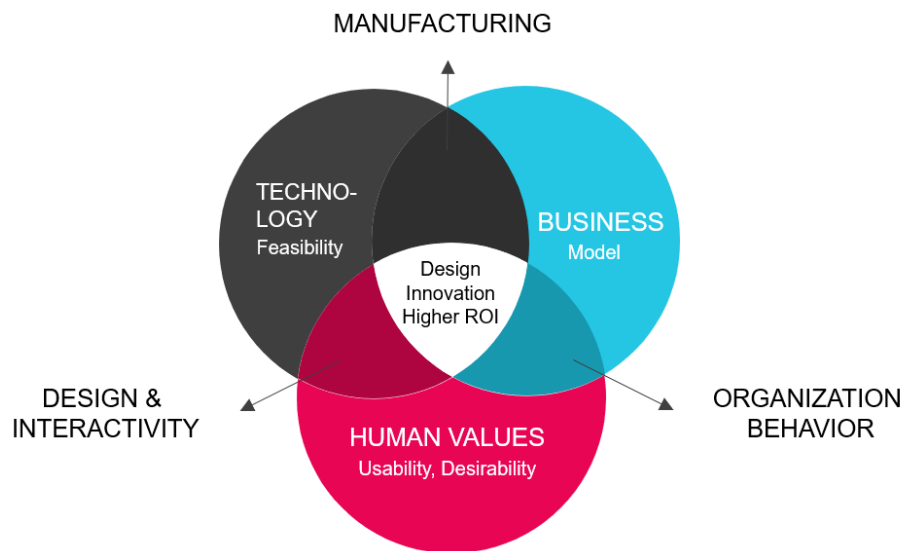 MANUFACTURING
TECHNO-
LOGY
Feasibility
BUSINESS
Model
Design
Innovation
Higher ROI
DESIGN &
INTERACTIVITY
ORGANIZATION
BEHAVIOR
HUMAN VALUES
Usability, Desirability